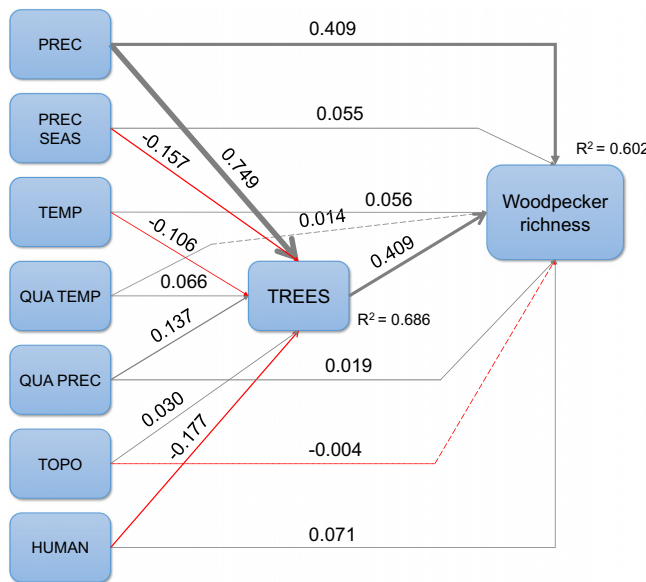 PREC
0.409
PREC
SEAS
0.055
R² = 0.602
-0.157
0.749
TEMP
0.056
Woodpecker
richness
0.014
-0.106
0.409
QUA TEMP
0.066
TREES
R² = 0.686
0.137
QUA PREC
0.019
0.030
TOPO
-0.177
-0.004
HUMAN
0.071